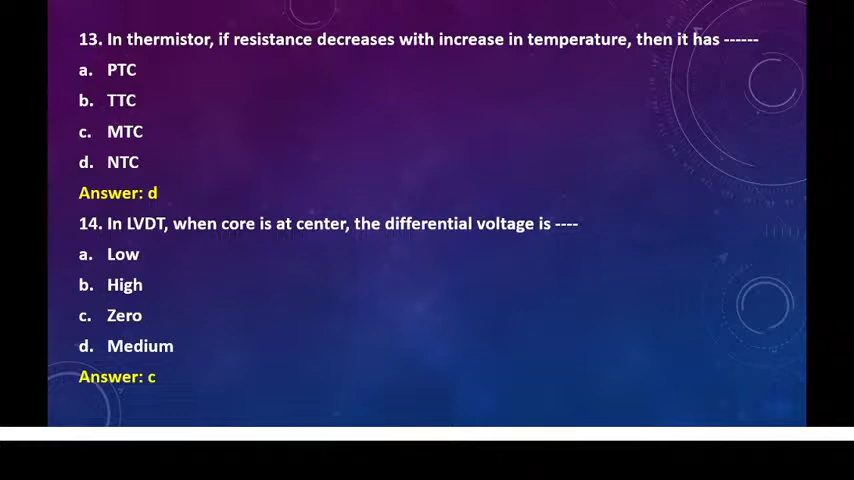 13. In thermistor, if resistance decreases with increase in temperature, then it has ------
a. PTC
b. TTC
c. MTC
d. NTC
Answer: d
14. In LVDT, when core is at center, the differential voltage is ----
a. Low
b. High
c. Zero
d. Medium
Answer: c